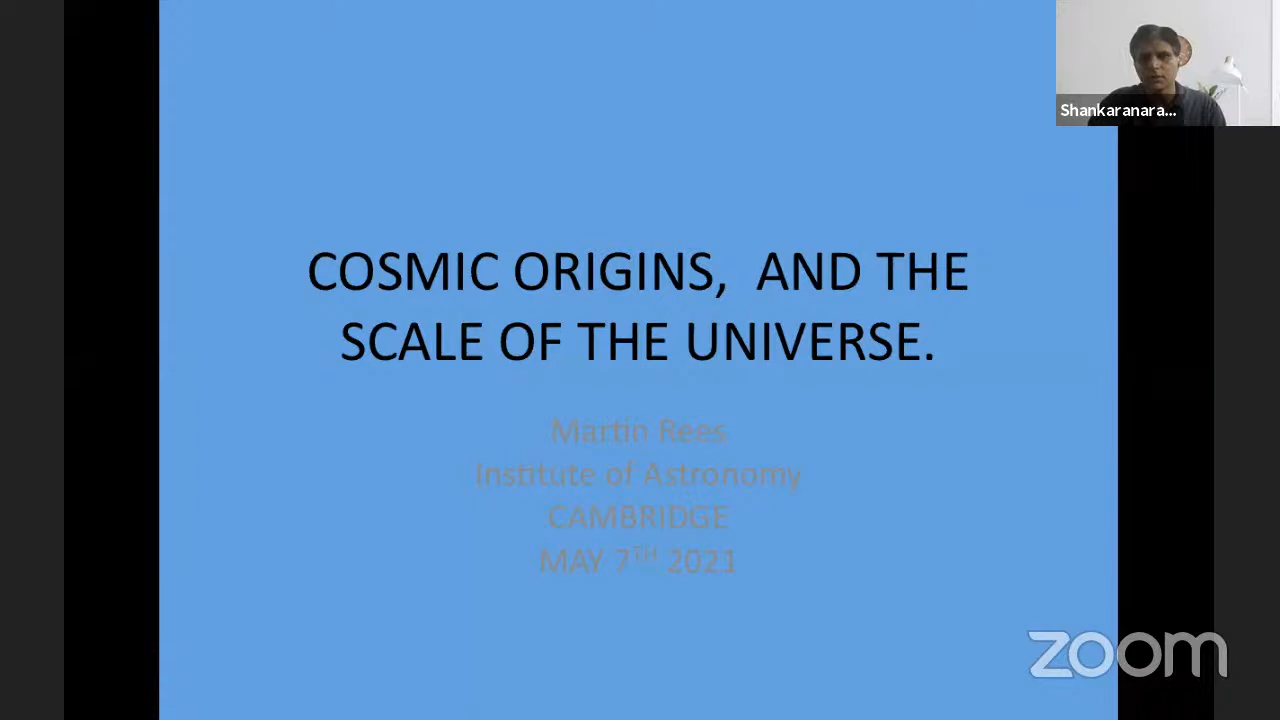 Shankaranara...
COSMIC ORIGINS, AND THE
SCALE OF THE UNIVERSE.
Martin Rees
Institute of Astronomy
CAMBRIDGE
MAY 7TH 2021
zoom